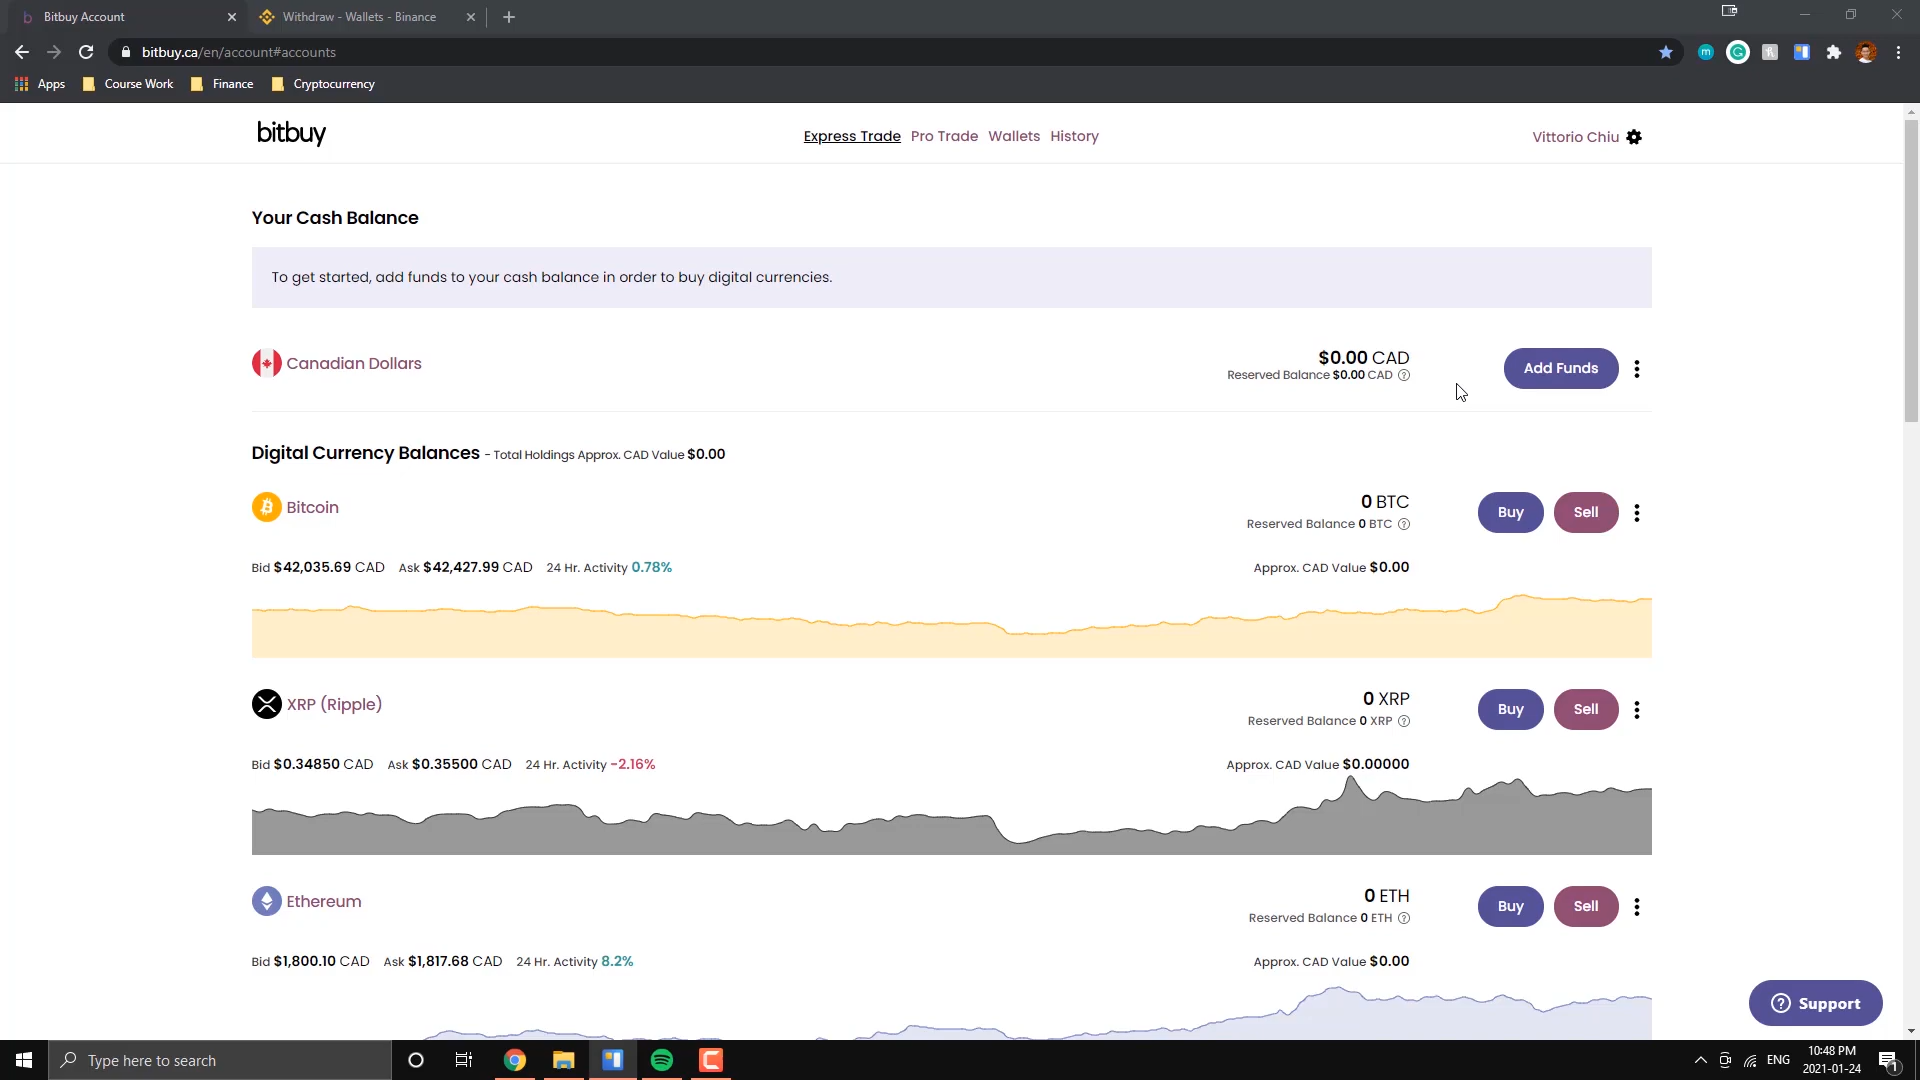 Bitbuy Account
Withdraw - Wallets - Binance
bitbuy.ca/en/account#accounts
Apps Course Work Finance Cryptocurrency
bitbuy
Express Trade Pro Trade Wallets History
Vittorio Chiu
Your Cash Balance
To get started, add funds to your cash balance in order to buy digital currencies.
Canadian Dollars
$0.00 CAD
Reserved Balance $0.00 CAD
Add Funds
Digital Currency Balances - Total Holdings Approx. CAD Value $0.00
Bitcoin
0 BTC
Reserved Balance 0 BTC
Buy Sell
Bid $42,035.69 CAD Ask $42,427.99 CAD 24 Hr. Activity 0.78%
Approx. CAD Value $0.00
XRP (Ripple)
0 XRP
Reserved Balance 0 XRP
Buy Sell
Bid $0.34850 CAD Ask $0.35500 CAD 24 Hr. Activity -2.16%
Approx. CAD Value $0.00000
Ethereum
0 ETH
Reserved Balance 0 ETH
Buy Sell
Bid $1,800.10 CAD Ask $1,817.68 CAD 24 Hr. Activity 8.2%
Approx. CAD Value $0.00
Support
Type here to search
ENG
10:48 PM
2021-01-24
1